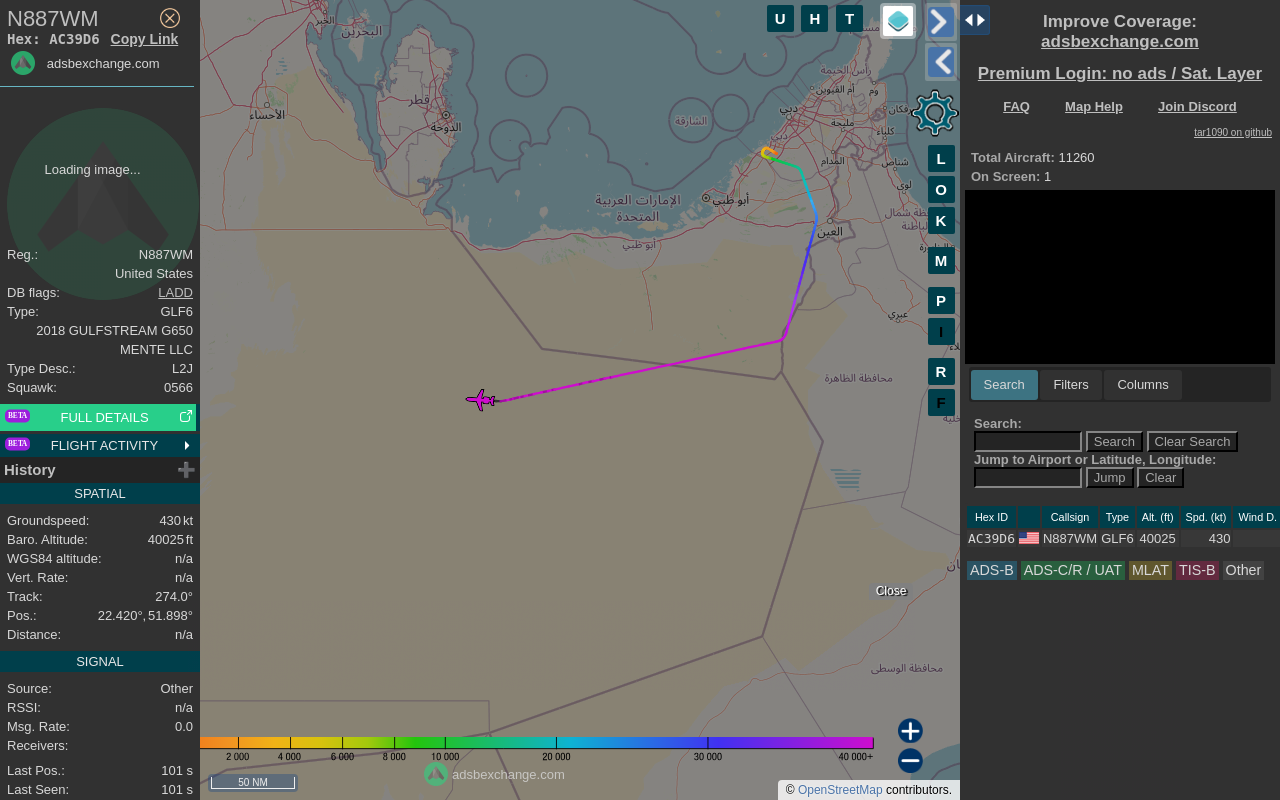 N887WM
Hex: AC39D6 Copy Link
adsbexchange.com
Loading image...
Reg.: N887WM
United States
DB flags: LADD
Type: GLF6
2018 GULFSTREAM G650
MENTE LLC
Type Desc.: L2J
Squawk: 0566
BETA FULL DETAILS
BETA FLIGHT ACTIVITY
History
SPATIAL
Groundspeed: 430 kt
Baro. Altitude: 40025 ft
WGS84 altitude: n/a
Vert. Rate: n/a
Track: 274.0°
Pos.: 22.420°, 51.898°
Distance: n/a
SIGNAL
Source: Other
RSSI: n/a
Msg. Rate: 0.0
Receivers:
Last Pos.: 101 s
Last Seen: 101 s
الخبر
البحرين
الأحساء
قطر
الدوحة
الشارقة
رأس الخيمة
أم القيوين
دبي
دبي
مليحة
كلباء
المدام
شناص
لوى
الإمارات العربية
المتحدة
أبو ظبي
أبو ظبي
العين
عبري
محافظة الظاهرة
محافظة الوسطى
U H T
L
O
K
M
P
I
R
F
Close
2 000 4 000 6 000 8 000 10 000 20 000 30 000 40 000+
adsbexchange.com
50 NM
© OpenStreetMap contributors.
Improve Coverage:
adsbexchange.com
Premium Login: no ads / Sat. Layer
FAQ Map Help Join Discord
tar1090 on github
Total Aircraft: 11260
On Screen: 1
Search Filters Columns
Search:
Search Clear Search
Jump to Airport or Latitude, Longitude:
Jump Clear
Hex ID Callsign Type Alt. (ft) Spd. (kt) Wind D.
AC39D6 N887WM GLF6 40025 430
ADS-B ADS-C/R / UAT MLAT TIS-B Other